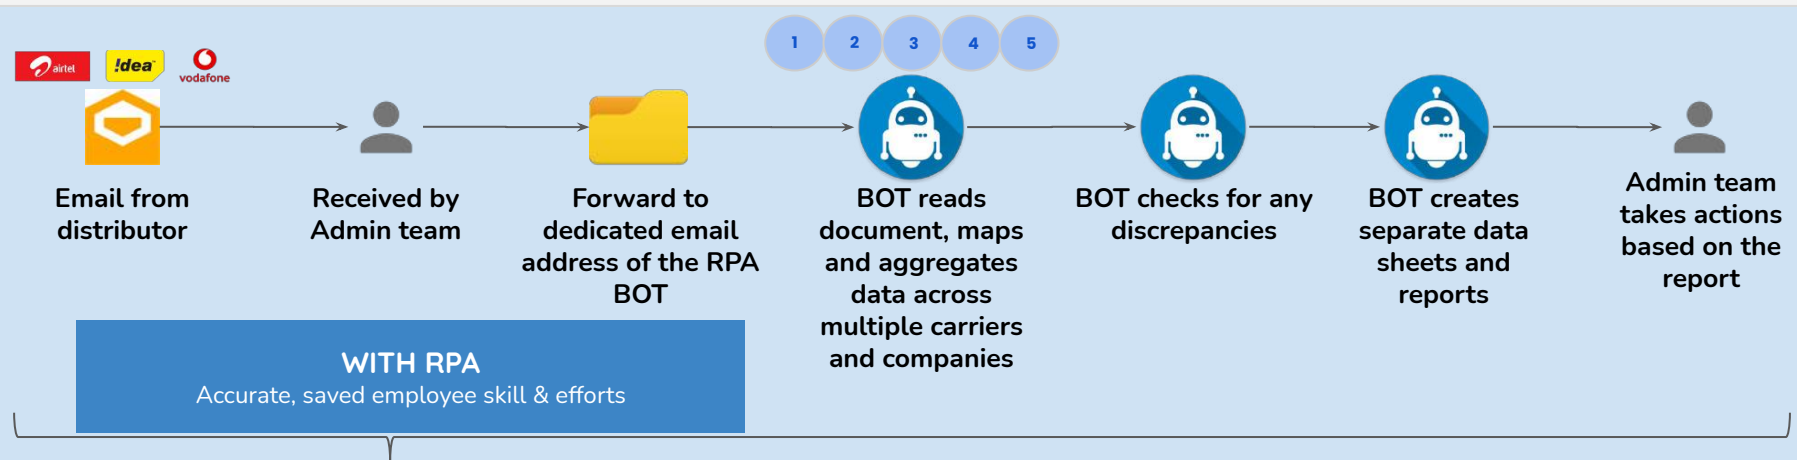 1 2 3 4 5
airtel !dea vodafone
Email from
distributor
Received by
Admin team
Forward to
dedicated email
address of the RPA
BOT
BOT reads
document, maps
and aggregates
data across
multiple carriers
and companies
BOT checks for any
discrepancies
BOT creates
separate data
sheets and
reports
Admin team
takes actions
based on the
report
WITH RPA
Accurate, saved employee skill & efforts